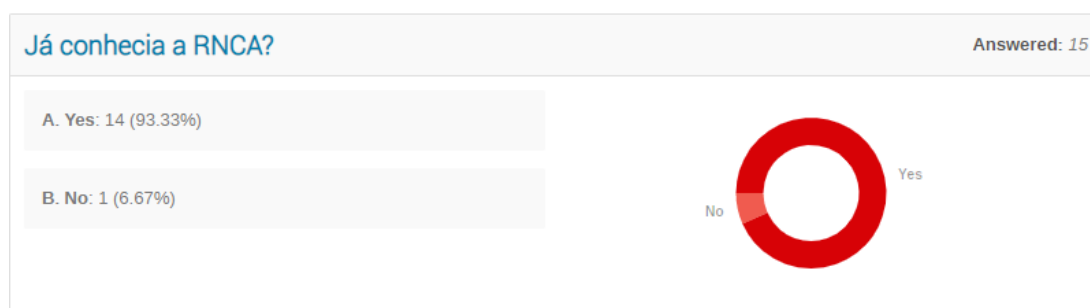 Já conhecia a RNCA?
Answered: 15
A. Yes: 14 (93.33%)
B. No: 1 (6.67%)
Yes
No